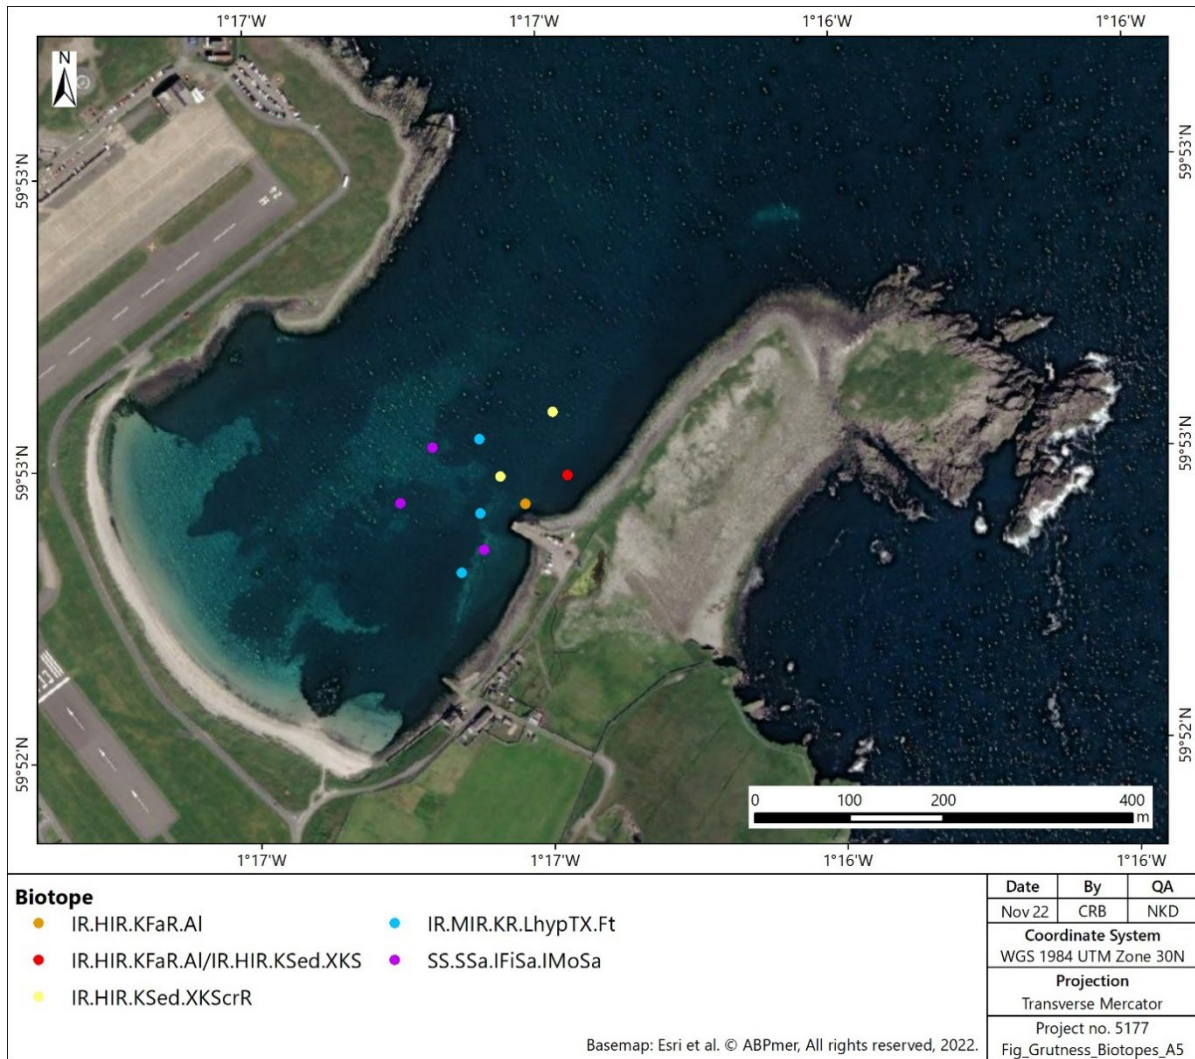 1°17'W 1°17'W 1°16'W 1°16'W
N
59°53'N 59°53'N
59°53'N 59°53'N
59°52'N 59°52'N
0 100 200 400
m
1°17'W 1°17'W 1°16'W 1°16'W
Biotope
IR.HIR.KFaR.Al
IR.HIR.KFaR.Al/IR.HIR.KSed.XKS
IR.HIR.KSed.XKScrR
IR.MIR.KR.LhypTX.Ft
SS.SSa.IFiSa.IMoSa
Basemap: Esri et al. © ABPmer, All rights reserved, 2022.
Date By QA
Nov 22 CRB NKD
Coordinate System
WGS 1984 UTM Zone 30N
Projection
Transverse Mercator
Project no. 5177
Fig_Grutness_Biotopes_A5